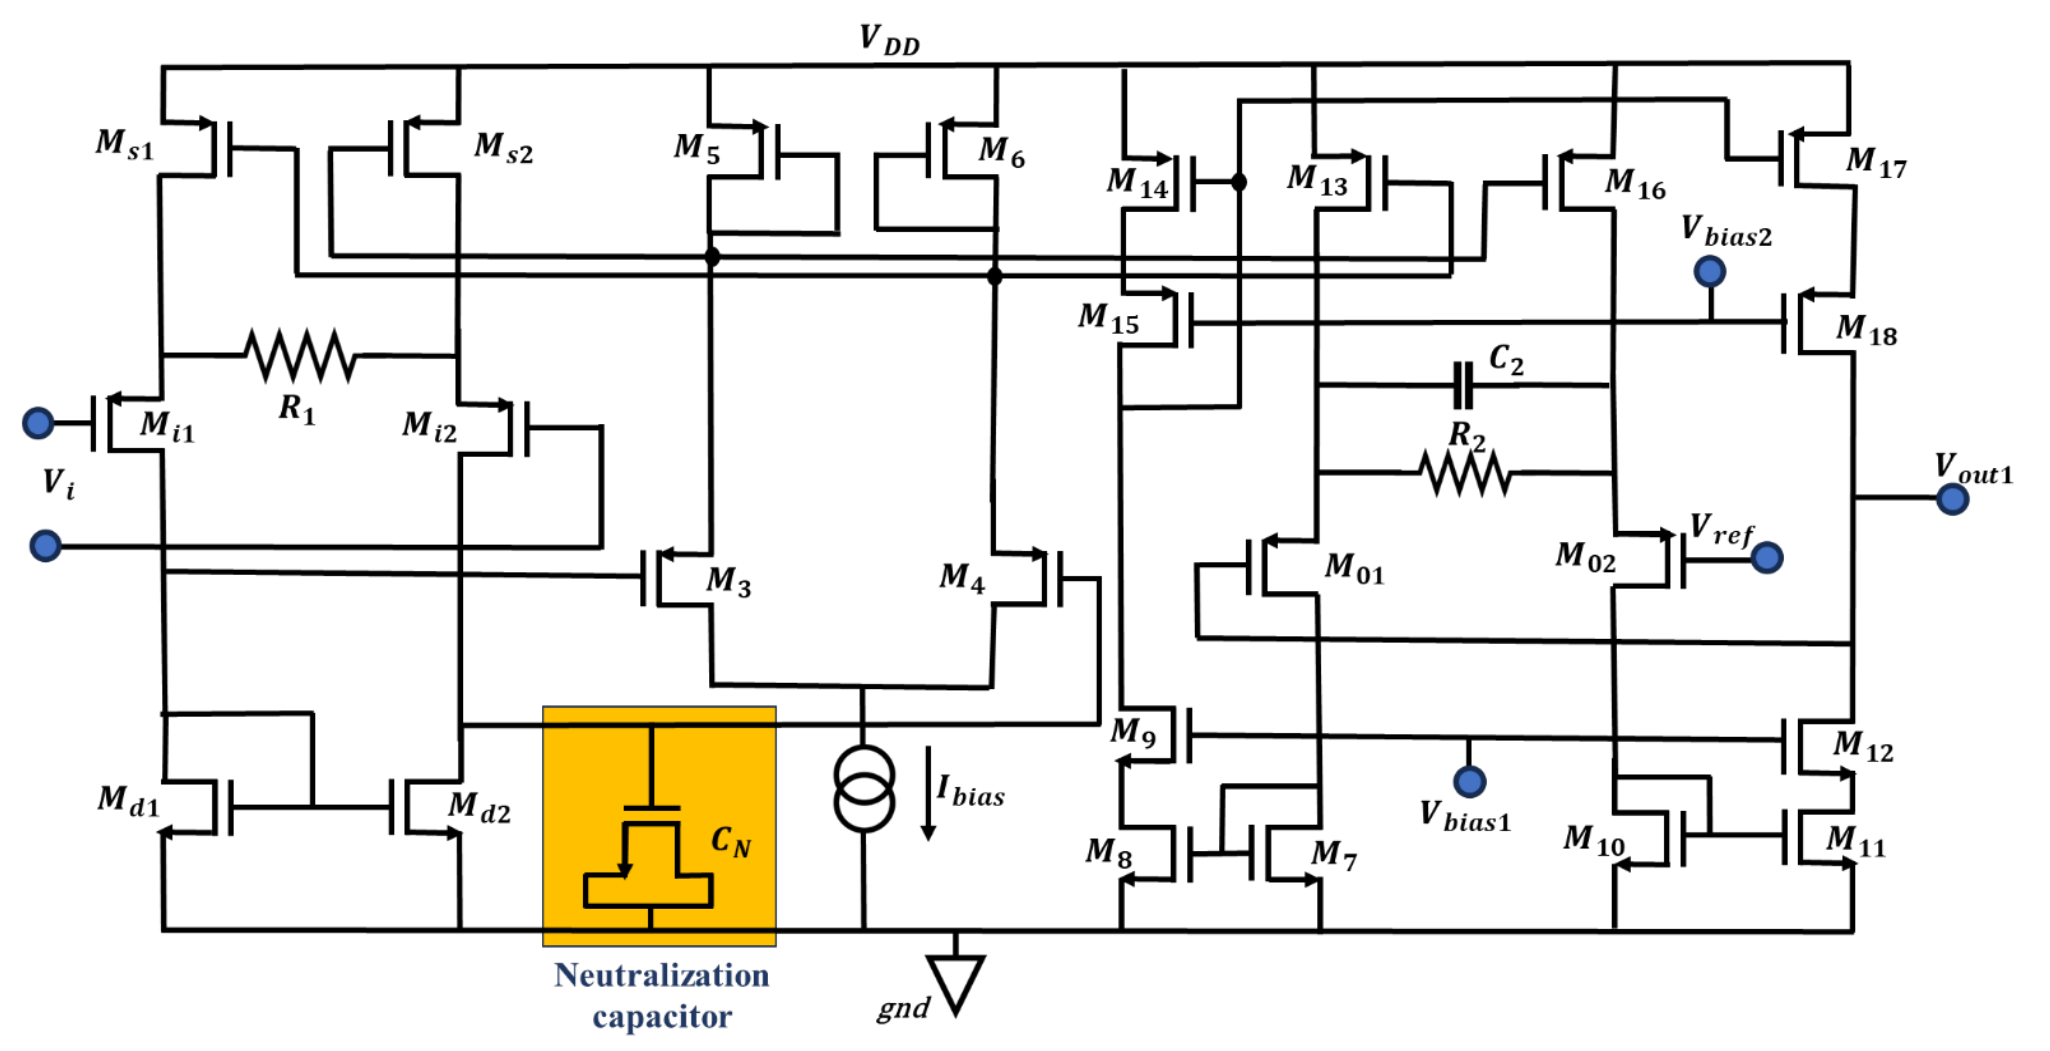 V_DD
M_s1
M_s2
M_5
M_6
M_14
M_13
M_16
M_17
V_bias2
M_15
M_18
C_2
R_1
R_2
M_i1
M_i2
V_i
V_out1
V_ref
M_3
M_4
M_01
M_02
M_9
M_12
I_bias
V_bias1
M_d1
M_d2
C_N
M_8
M_7
M_10
M_11
Neutralization
capacitor
gnd